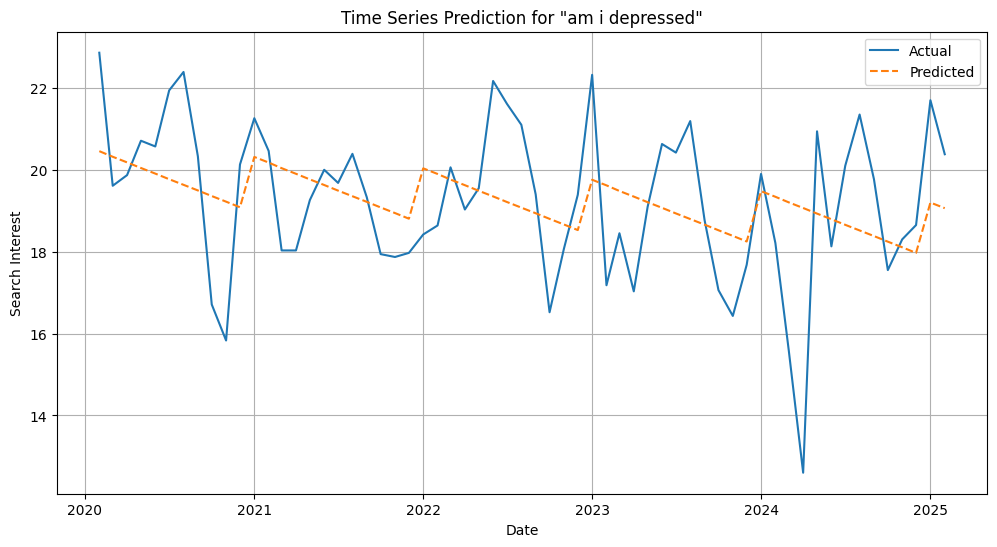 Time Series Prediction for "am i depressed"
Actual
Predicted
22
20
18
16
14
Search Interest
2020
2021
2022
2023
2024
2025
Date